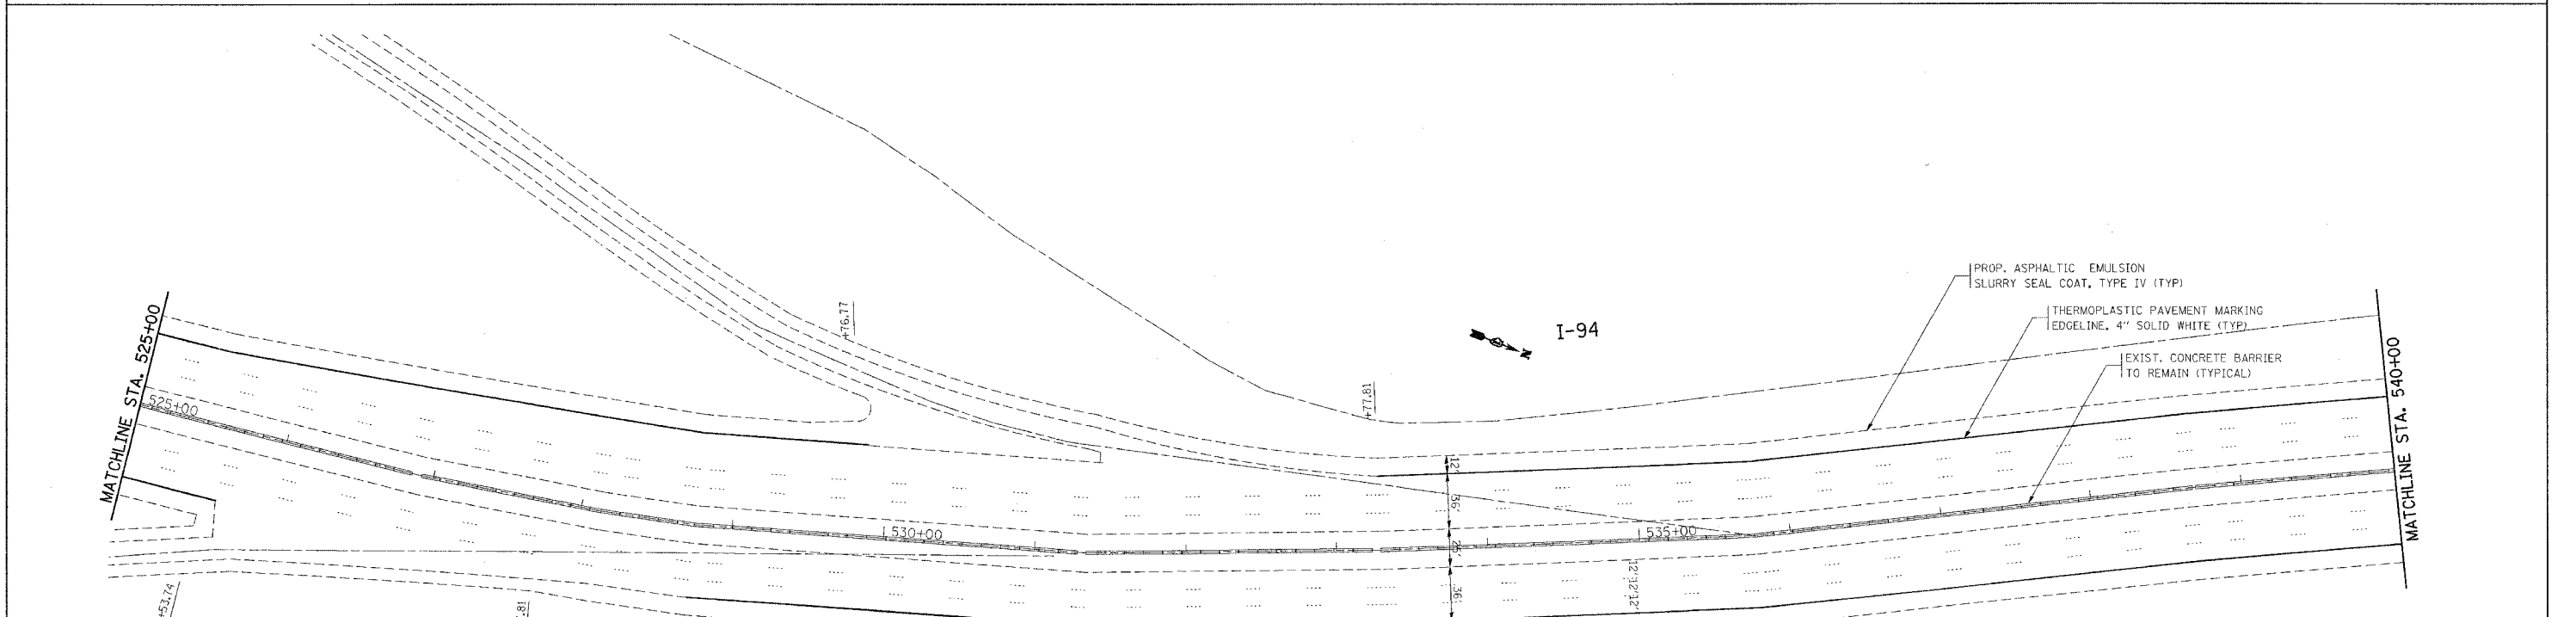 PROP. ASPHALTIC EMULSION
SLURRY SEAL COAT, TYPE IV (TYP)
THERMOPLASTIC PAVEMENT MARKING
EDGELINE, 4" SOLID WHITE (TYP)
EXIST. CONCRETE BARRIER
TO REMAIN (TYPICAL)
I-94
N
MATCHLINE STA. 525+00
525+00
+76.77
+77.81
12'
36'
530+00
535+00
36'
12'12'12'
+53.74
MATCHLINE STA. 540+00